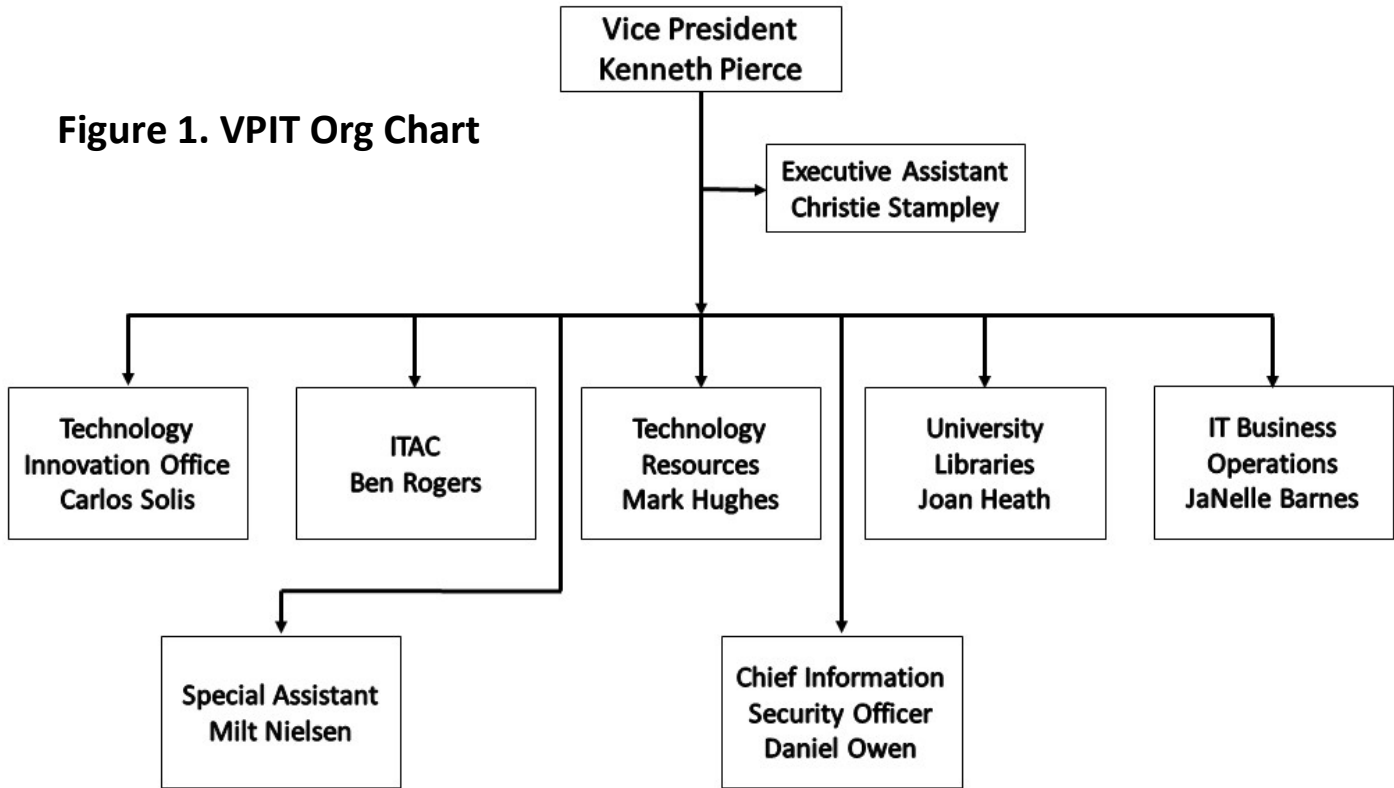 Vice President
Kenneth Pierce
Figure 1. VPIT Org Chart
Executive Assistant
Christie Stampley
Technology
Innovation Office
Carlos Solis
ITAC
Ben Rogers
Technology
Resources
Mark Hughes
University
Libraries
Joan Heath
IT Business
Operations
JaNelle Barnes
Special Assistant
Milt Nielsen
Chief Information
Security Officer
Daniel Owen